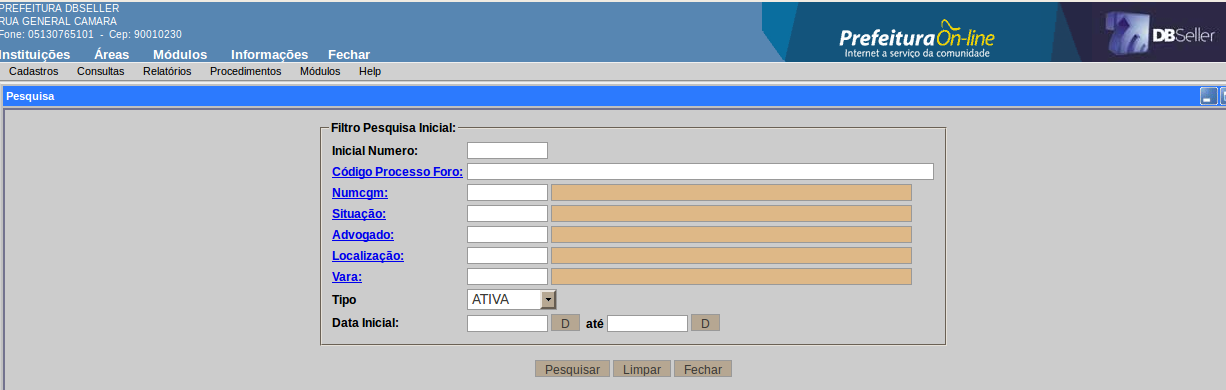 PREFEITURA DBSELLER
RUA GENERAL CAMARA
Fone: 05130765101 - Cep: 90010230
Instituições Áreas Módulos Informações Fechar
PrefeituraOn-line
Internet a serviço da comunidade
DBSeller
Cadastros Consultas Relatórios Procedimentos Módulos Help
Pesquisa
Filtro Pesquisa Inicial:
Inicial Numero:
Código Processo Foro:
Numcgm:
Situação:
Advogado:
Localização:
Vara:
Tipo ATIVA
Data Inicial: D até D
Pesquisar Limpar Fechar